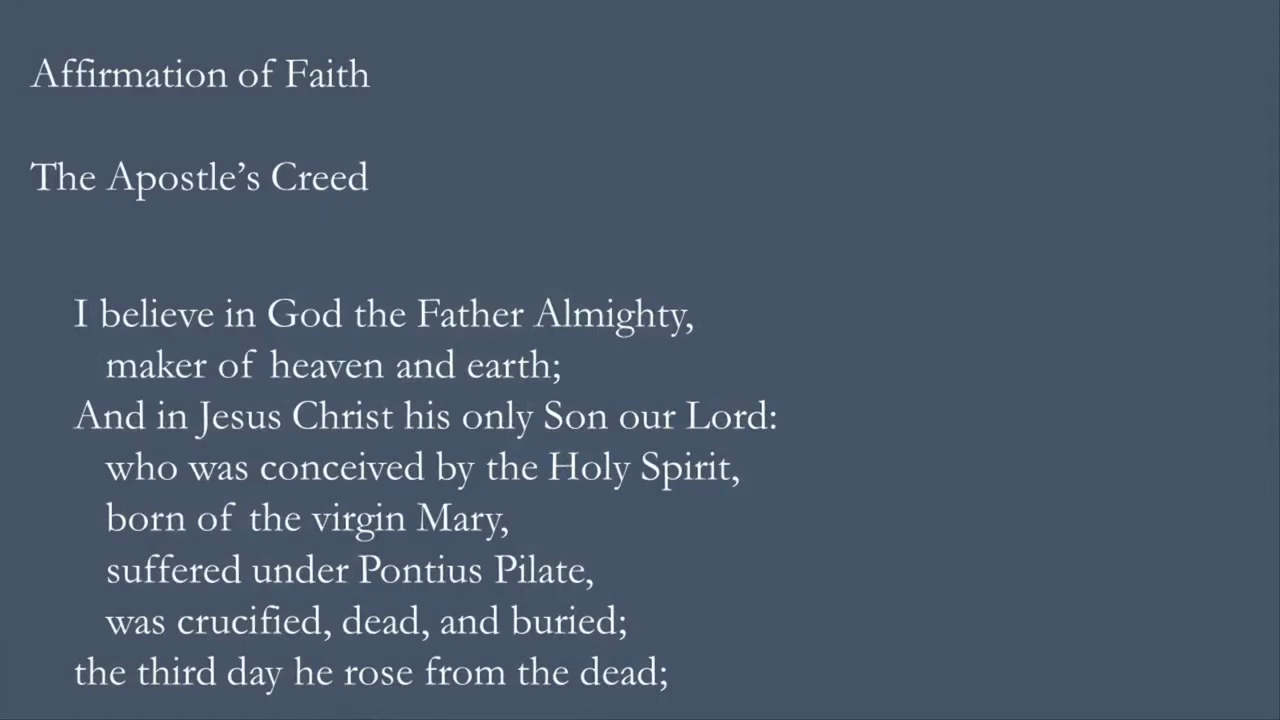 Affirmation of Faith
The Apostle’s Creed
I believe in God the Father Almighty,
maker of heaven and earth;
And in Jesus Christ his only Son our Lord:
who was conceived by the Holy Spirit,
born of the virgin Mary,
suffered under Pontius Pilate,
was crucified, dead, and buried;
the third day he rose from the dead;